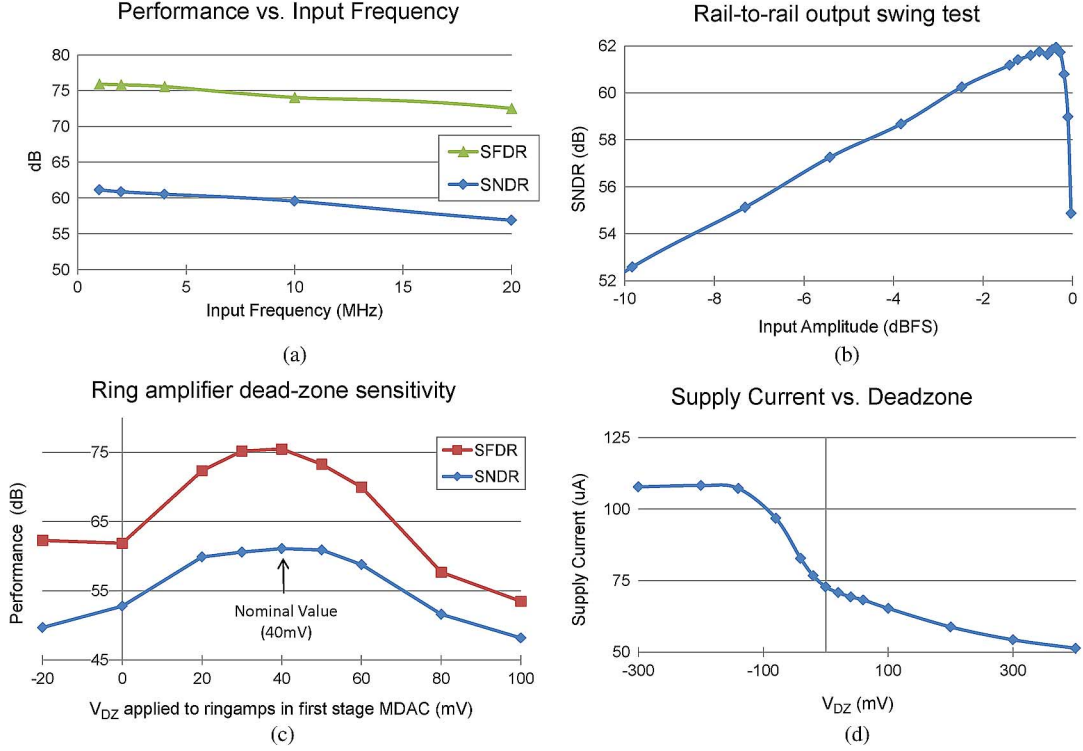 Performance vs. Input Frequency
dB
80
75
70
65
60
55
50
0
5
10
15
20
SFDR
SNDR
Input Frequency (MHz)
(a)
Rail-to-rail output swing test
SNDR (dB)
62
60
58
56
54
52
-10
-8
-6
-4
-2
0
Input Amplitude (dBFS)
(b)
Ring amplifier dead-zone sensitivity
Performance (dB)
75
65
55
45
-20
0
20
40
60
80
100
SFDR
SNDR
Nominal Value
(40mV)
VDZ applied to ringamps in first stage MDAC (mV)
(c)
Supply Current vs. Deadzone
Supply Current (uA)
125
100
75
50
-300
-100
100
300
VDZ (mV)
(d)